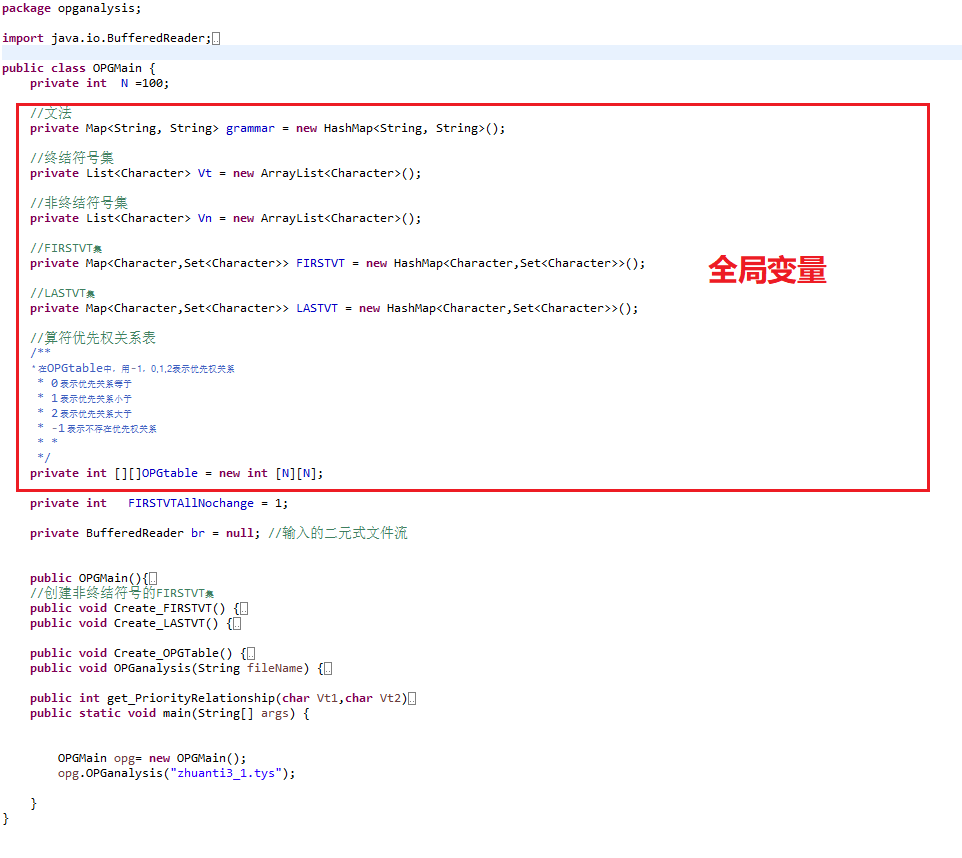 package opganalysis;
import java.io.BufferedReader;
public class OPGMain {
private int N =100;
//文法
private Map<String, String> grammar = new HashMap<String, String>();
//终结符号集
private List<Character> Vt = new ArrayList<Character>();
//非终结符号集
private List<Character> Vn = new ArrayList<Character>();
//FIRSTVT集
private Map<Character,Set<Character>> FIRSTVT = new HashMap<Character,Set<Character>>();
全局变量
//LASTVT集
private Map<Character,Set<Character>> LASTVT = new HashMap<Character,Set<Character>>();
//算符优先权关系表
/**
*在OPGtable中，用-1，0,1,2表示优先权关系
* 0表示优先关系等于
* 1表示优先关系小于
* 2表示优先关系大于
* -1表示不存在优先权关系
* *
*/
private int [][]OPGtable = new int [N][N];
private int FIRSTVTAllNochange = 1;
private BufferedReader br = null; //输入的二元式文件流
public OPGMain(){
//创建非终结符号的FIRSTVT集
public void Create_FIRSTVT() {
public void Create_LASTVT() {
public void Create_OPGTable() {
public void OPGanalysis(String fileName) {
public int get_PriorityRelationship(char Vt1,char Vt2)
public static void main(String[] args) {
OPGMain opg= new OPGMain();
opg.OPGanalysis("zhuanti3_1.tys");
}
}